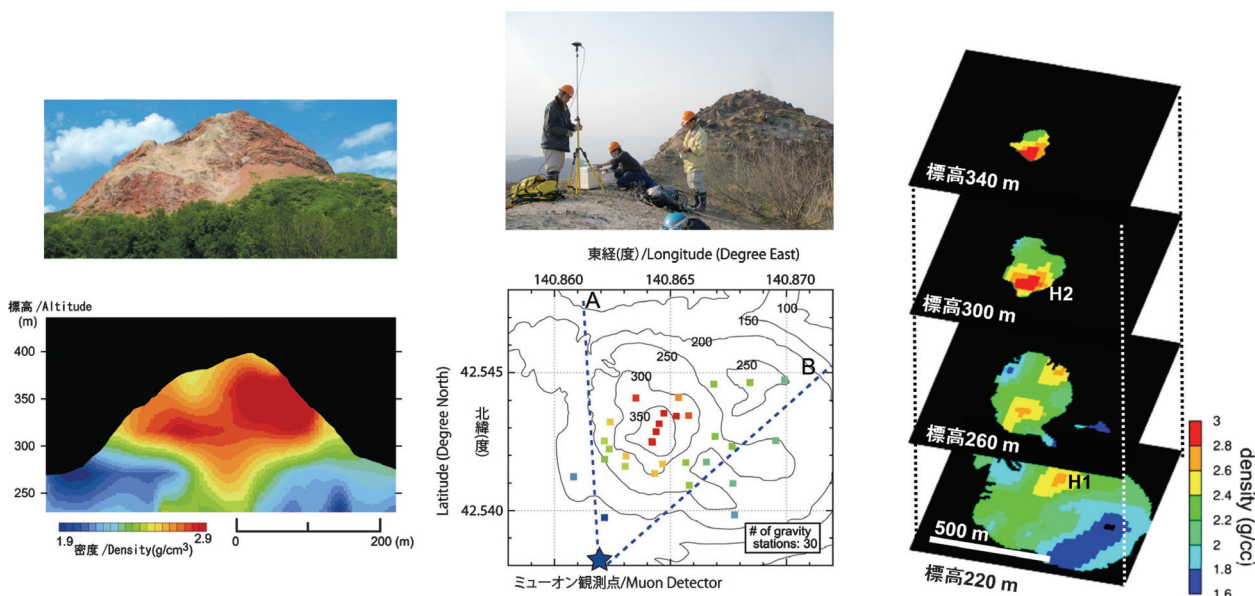 標高/Altitude
(m)
400
350
300
250
1.9
2.9
密度/Density(g/cm³)
0
200 (m)
東経(度)/Longitude (Degree East)
140.860
140.865
140.870
北緯(度)
Latitude (Degree North)
42.545
42.540
A
B
100
150
200
250
250
300
350
# of gravity
stations: 30
ミューオン観測点/Muon Detector
標高340 m
H2
標高300 m
標高260 m
H1
500 m
標高220 m
3
2.8
2.6
2.4
2.2
2
1.8
1.6
density (g/cc)